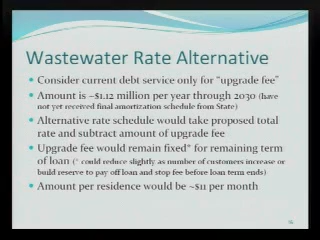 Wastewater Rate Alternative
• Consider current debt service only for "upgrade fee"
• Amount is ~$1.12 million per year through 2030 (have
not yet received final amortization schedule from State)
• Alternative rate schedule would take proposed total
rate and subtract amount of upgrade fee
• Upgrade fee would remain fixed* for remaining term
of loan (* could reduce slightly as number of customers increase or
build reserve to pay off loan and stop fee before loan term ends)
• Amount per residence would be ~$11 per month